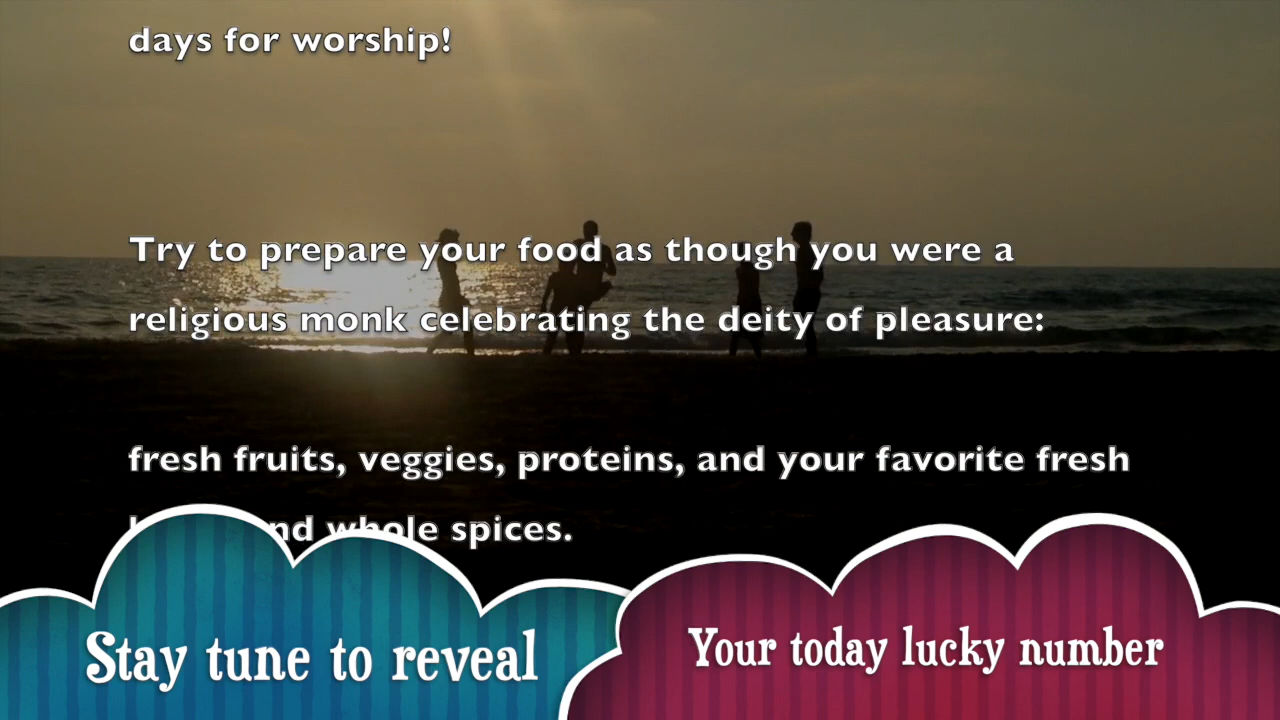 days for worship!
Try to prepare your food as though you were a
religious monk celebrating the deity of pleasure:
fresh fruits, veggies, proteins, and your favorite fresh
whole spices.
Stay tune to reveal
Your today lucky number